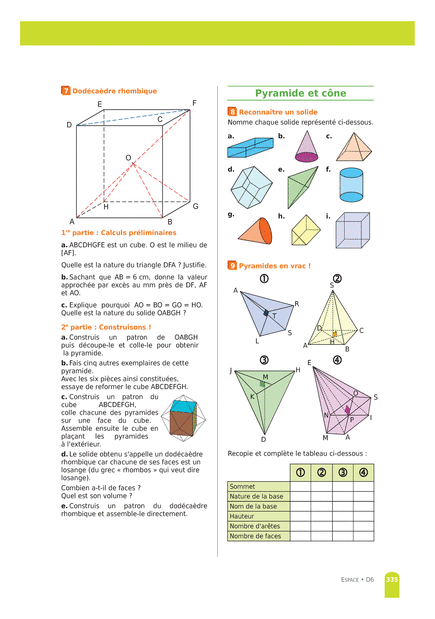 7 Dodécaèdre rhombique
E
F
D
C
O
H
G
A
B
1re partie : Calculs préliminaires
a. ABCDHGFE est un cube. O est le milieu de
[AF].
Quelle est la nature du triangle DFA ? Justifie.
b. Sachant que AB = 6 cm, donne la valeur
approchée par excès au mm près de DF, AF
et AO.
c. Explique pourquoi AO = BO = GO = HO.
Quelle est la nature du solide OABGH ?
2e partie : Construisons !
a. Construis un patron de OABGH
puis découpe-le et colle-le pour obtenir
la pyramide.
b. Fais cinq autres exemplaires de cette
pyramide.
Avec les six pièces ainsi constituées,
essaye de reformer le cube ABCDEFGH.
c. Construis un patron du
cube ABCDEFGH,
colle chacune des pyramides
sur une face du cube.
Assemble ensuite le cube en
plaçant les pyramides
à l'extérieur.
d. Le solide obtenu s'appelle un dodécaèdre
rhombique car chacune de ses faces est un
losange (du grec « rhombos » qui veut dire
losange).
Combien a-t-il de faces ?
Quel est son volume ?
e. Construis un patron du dodécaèdre
rhombique et assemble-le directement.
Pyramide et cône
8 Reconnaître un solide
Nomme chaque solide représenté ci-dessous.
a.
b.
c.
d.
e.
f.
g.
h.
i.
9 Pyramides en vrac !
①
②
A
R
T
S
L
S
D
C
H
A
B
③
④
J
H
M
K
D
E
O
S
N
P
I
M
A
Recopie et complète le tableau ci-dessous :
① ② ③ ④
Sommet
Nature de la base
Nom de la base
Hauteur
Nombre d'arêtes
Nombre de faces
ESPACE • D6
335